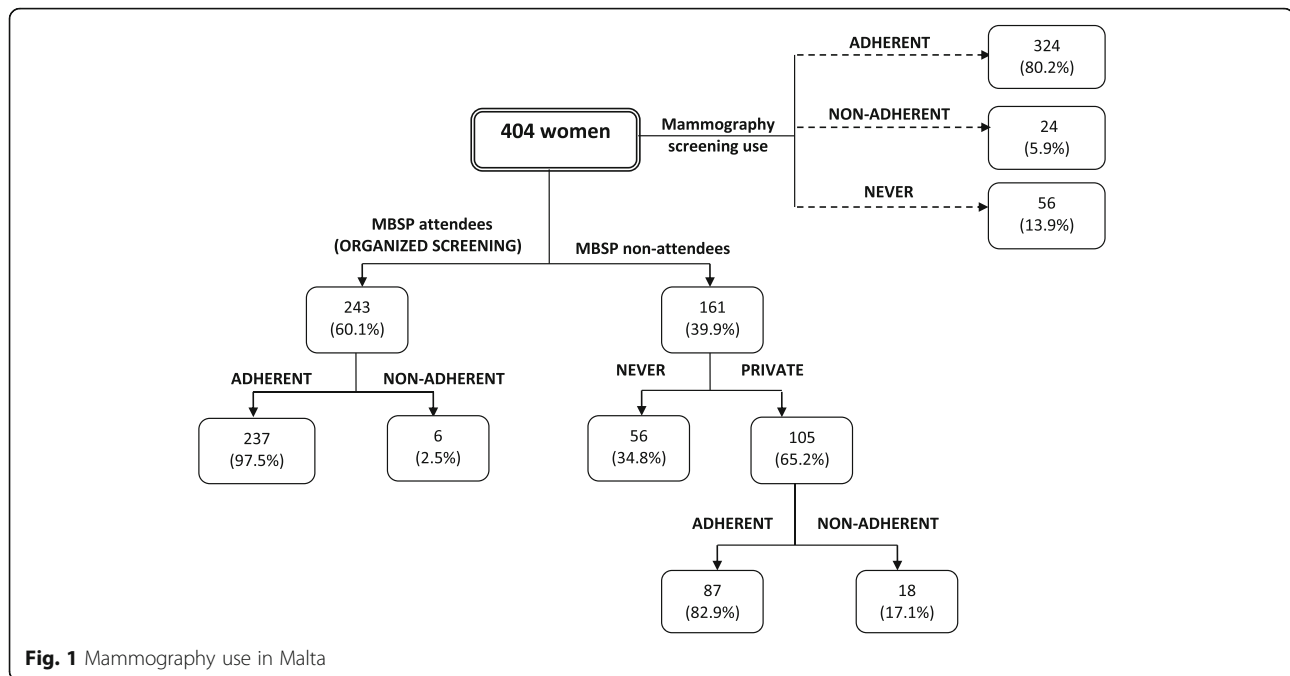 ADHERENT
324
(80.2%)
404 women
Mammography
screening use
NON-ADHERENT
24
(5.9%)
NEVER
56
(13.9%)
MBSP attendees
(ORGANIZED SCREENING)
MBSP non-attendees
243
(60.1%)
161
(39.9%)
ADHERENT
NON-ADHERENT
NEVER
PRIVATE
237
(97.5%)
6
(2.5%)
56
(34.8%)
105
(65.2%)
ADHERENT
NON-ADHERENT
87
(82.9%)
18
(17.1%)
Fig. 1 Mammography use in Malta